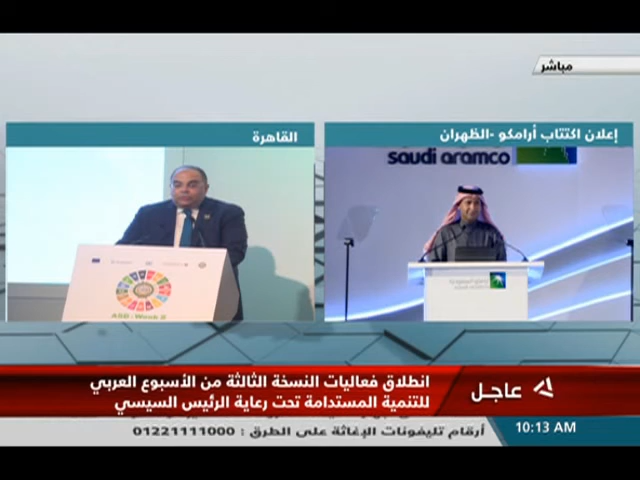 مباشر
القاهرة
إعلان اكتتاب أرامكو -الظهران
saudi aramco
ASD-Week
عاجل
انطلاق فعاليات النسخة الثالثة من الأسبوع العربي
للتنمية المستدامة تحت رعاية الرئيس السيسي
أرقام تليفونات الإغاثة على الطرق : 01221111000
10:13 AM